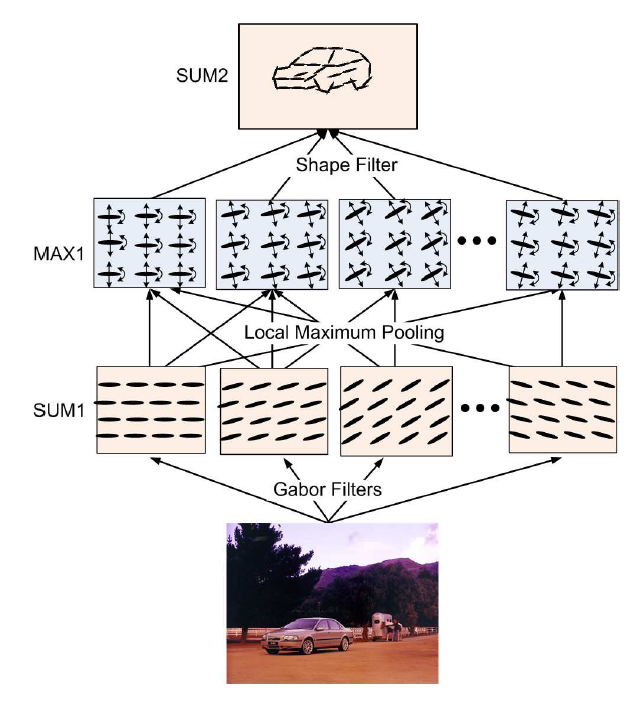 SUM2
Shape Filter
MAX1
Local Maximum Pooling
SUM1
Gabor Filters